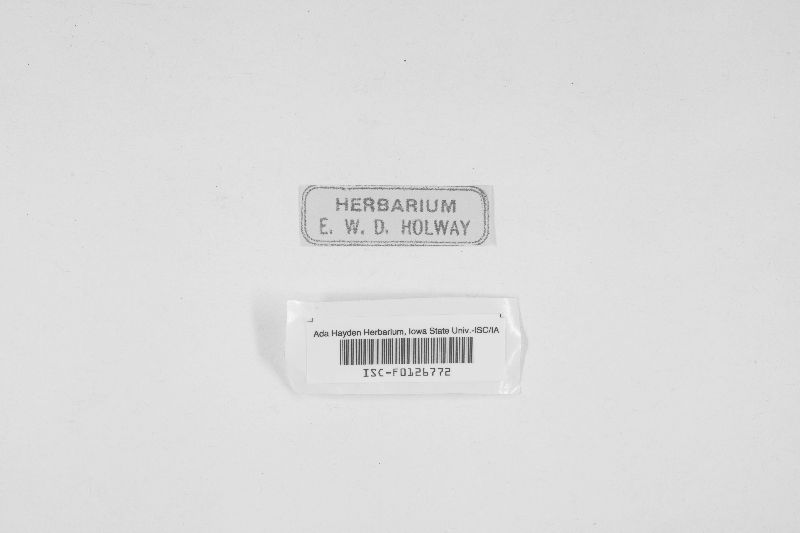 HERBARIUM
E. W. D. HOLWAY
Ada Hayden Herbarium, Iowa State Univ.-ISC/IA
ISC-F0126772